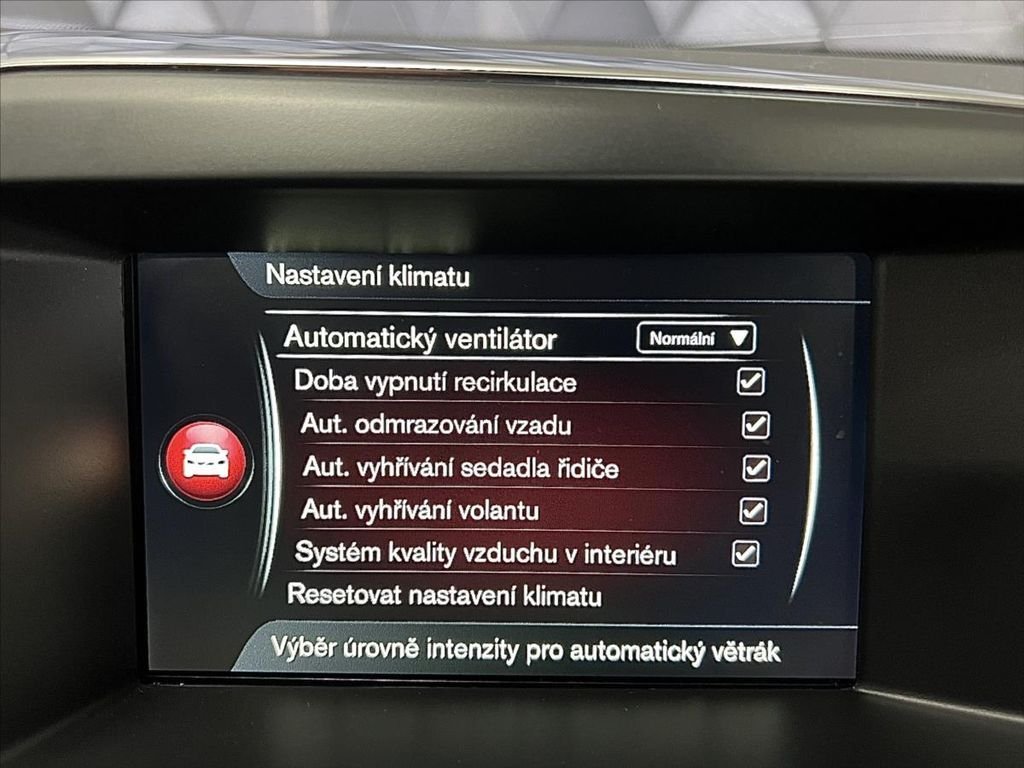 Nastavení klimatu
Automatický ventilátor Normální
Doba vypnutí recirkulace
Aut. odmrazování vzadu
Aut. vyhřívání sedadla řidiče
Aut. vyhřívání volantu
Systém kvality vzduchu v interiéru
Resetovat nastavení klimatu
Výběr úrovně intenzity pro automatický větrák